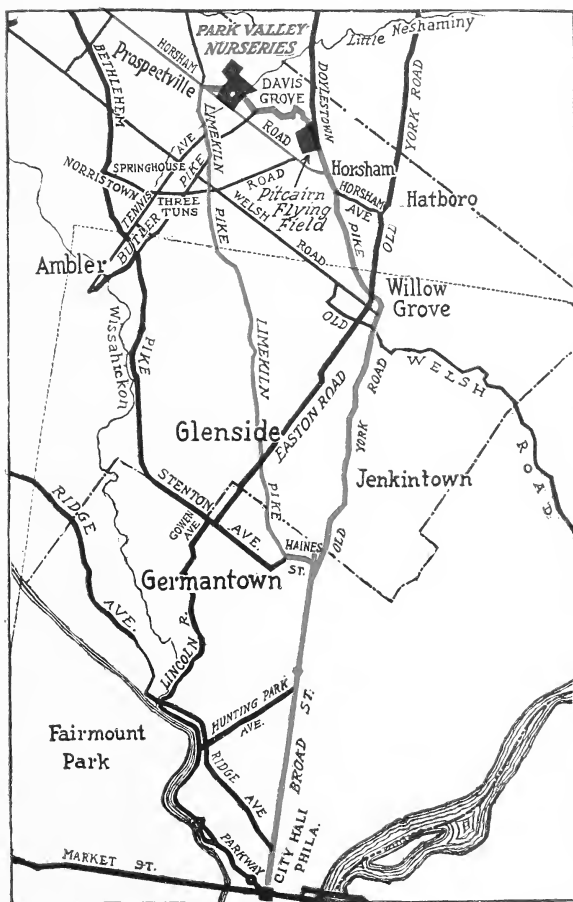 PARK VALLEY
NURSERIES
Little Neshaminy
Prospectville
HORSHAM
ROAD
DAVIS
GROVE
BETHLEHEM
PIKE
LYMEKILN
PIKE
DOYLESTOWN
PIKE
YORK ROAD
OLD
SPRINGHOUSE
NORRISTOWN
ROAD
TENNIS
AVE
BUTLER
PIKE
THREE
TUNS
WELSH
ROAD
Horsham
HORSHAM
AVE
Pitcairn
Flying
Field
Hatboro
Ambler
Wissahickon
Willow
Grove
OLD
WELSH
ROAD
LIMEKILN
PIKE
EASTON ROAD
OLD
YORK
ROAD
Glenside
Jenkintown
RIDGE
AVE.
STENTON
AVE.
GOWEN
AVE.
HAINES
ST.
Germantown
LINCOLN
R.
HUNTING PARK
AVE.
BROAD
ST.
Fairmount
Park
RIDGE
AVE
PARKWAY
CITY HALL
PHILA.
MARKET ST.